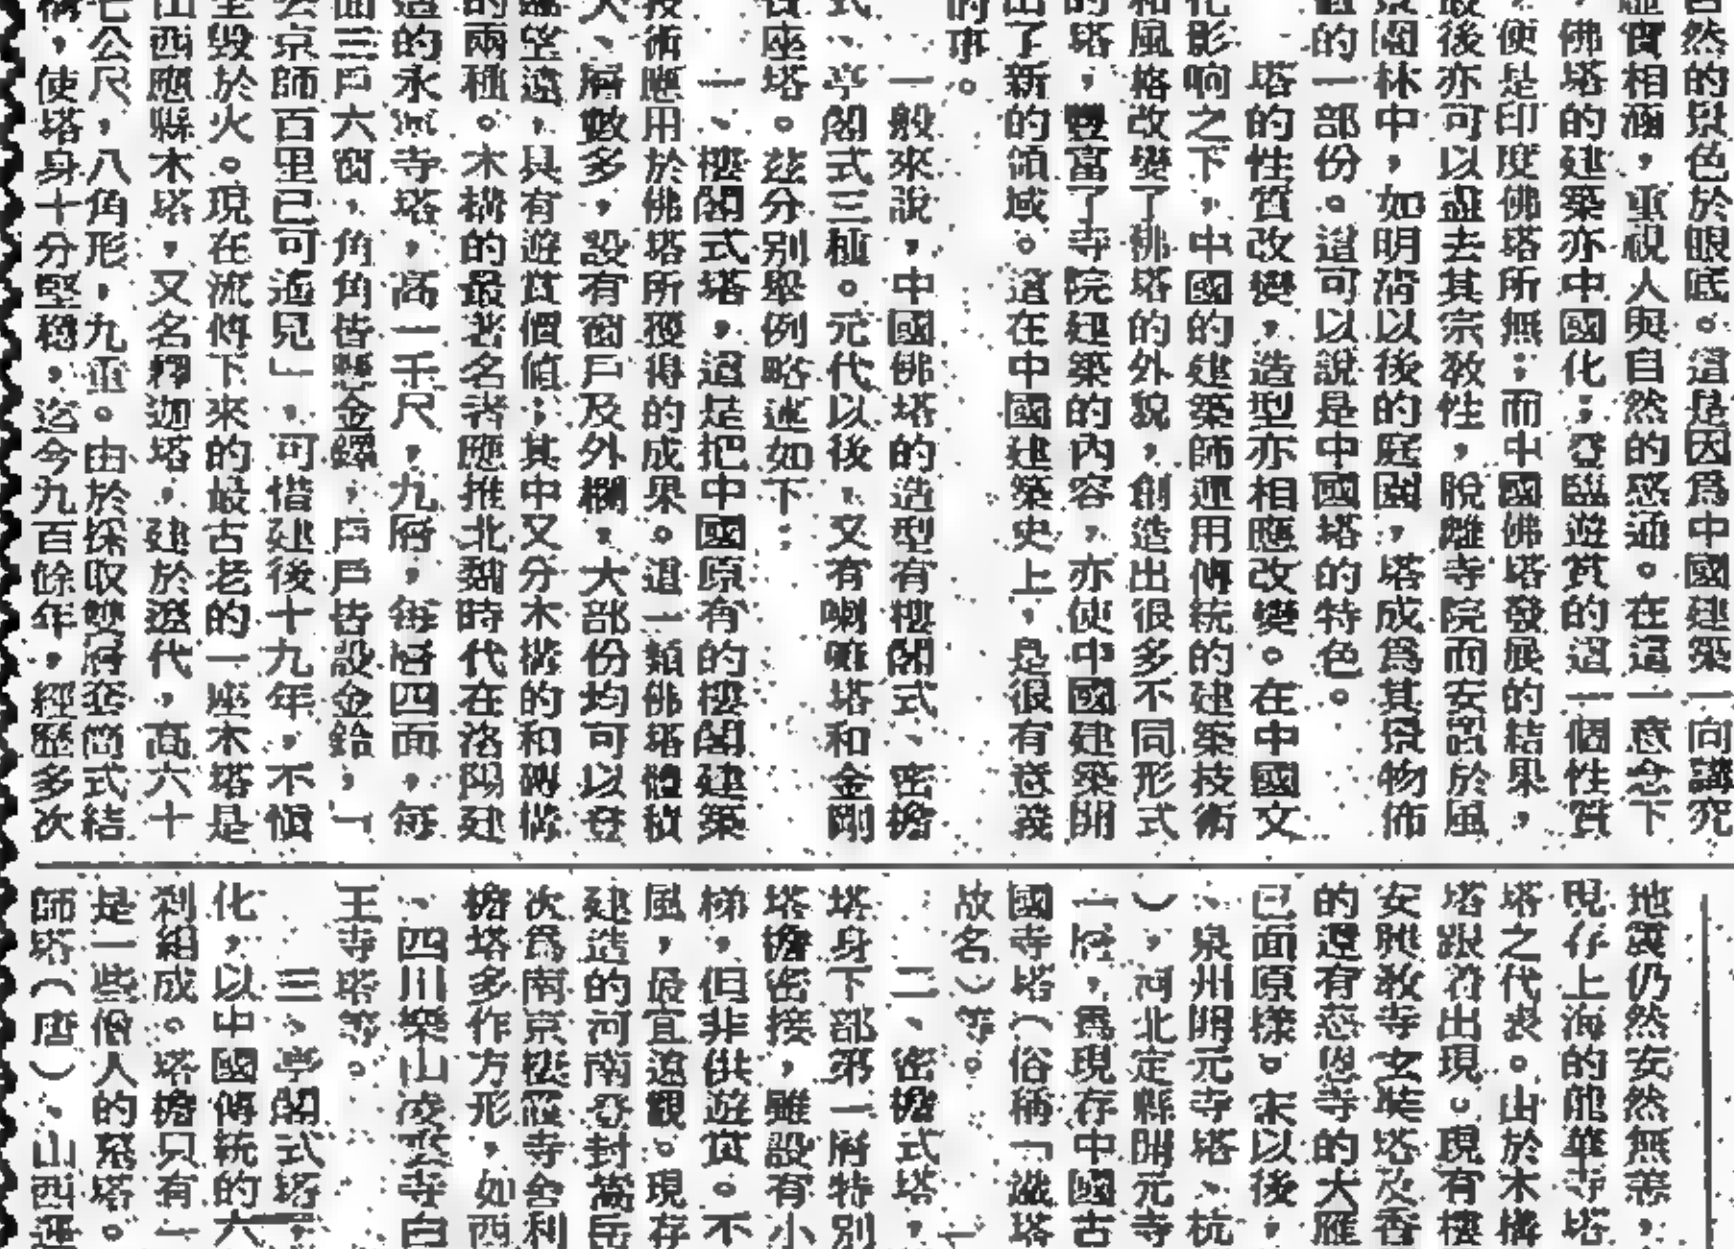 自然的景色於眼底。這是因爲中國建築一向講究
虛實相涵，重視人與自然的感通。在這一意念下
，佛塔的建築亦中國化；登臨遊賞的這一個性質
，便是印度佛塔所無；而中國佛塔發展的結果，
最後亦可以盡去其宗教性，脫離寺院而安置於風
景園林中，如明清以後的庭園，塔成爲其景物佈
置的一部份。這可以說是中國塔的特色。
塔的性質改變，造型亦相應改變。在中國文
化影响之下，中國的建築師運用傳統的建築技術
和風格改變了佛塔的外貌，創造出很多不同形式
的塔，豐富了寺院建築的內容，亦使中國建築開
出了新的領域。這在中國建築史上，是很有意義
的事。
一般來說，中國佛塔的造型有樓閣式、密檐
式、亭閣式三種。元代以後，又有喇嘛塔和金剛
座塔。玆分別舉例略述如下：
一、樓閣式塔，這是把中國原有的樓閣建築
技術應用於佛塔所獲得的成果。這一類佛塔體積
大、層數多，設有窗戶及外欄，大部份均可以登
臨望遠，具有遊賞個值；其中又分木構的和磚構
的兩種。木構的最著名者應推北魏時代在洛陽建
造的永寧寺塔，高一千尺，九層，每層四面，每
面三戶六窗，角角皆懸金鐸，戶戶皆設金鈴，「
去京師百里已可遙見」，可惜建後十九年，不愼
至毀於火。現在流傳下來的最古老的一座木塔是
山西應縣木塔，又名釋迦塔，建於遼代，高六十
七公尺，八角形，九重。由於採取雙層套筒式結
構，使塔身十分堅穩，迄今九百餘年，經歷多次
地震仍然安然無恙，
現存上海的龍華寺塔
塔之代表。由於木構
塔跟着出現。現有樓
安興教寺玄奘塔及香
的還有慈恩寺的大雁
已面原樣。宋以後，
、泉州開元寺塔、杭
），河北定縣開元寺
一層，爲現存中國古
國寺塔（俗稱「鐵塔
故名）等。
二、密檐式塔，
塔身下部第一層特別
塔檐密接，雖設有小
梯，但非供遊賞。不
風，最宜遠觀。現存
建造的河南登封嵩岳
次爲南京棲霞寺舍利
檐塔多作方形，如西
、四川樂山凌雲寺白
王寺塔等。
三、亭閣式塔，
化，以中國傳統的六
刹組成。塔檐只有一
是一些僧人的墓塔。
師塔（唐）、山西運